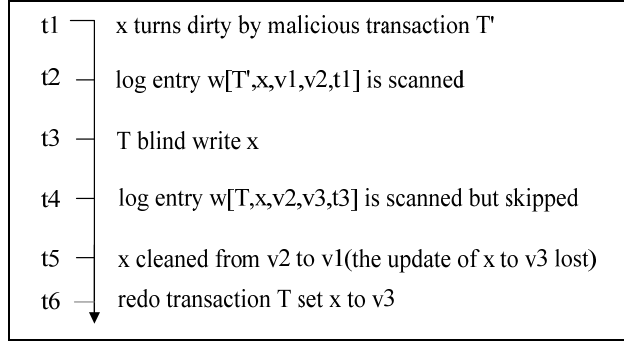 t1 x turns dirty by malicious transaction T'
t2 log entry w[T',x,v1,v2,t1] is scanned
t3 T blind write x
t4 log entry w[T,x,v2,v3,t3] is scanned but skipped
t5 x cleaned from v2 to v1(the update of x to v3 lost)
t6 redo transaction T set x to v3